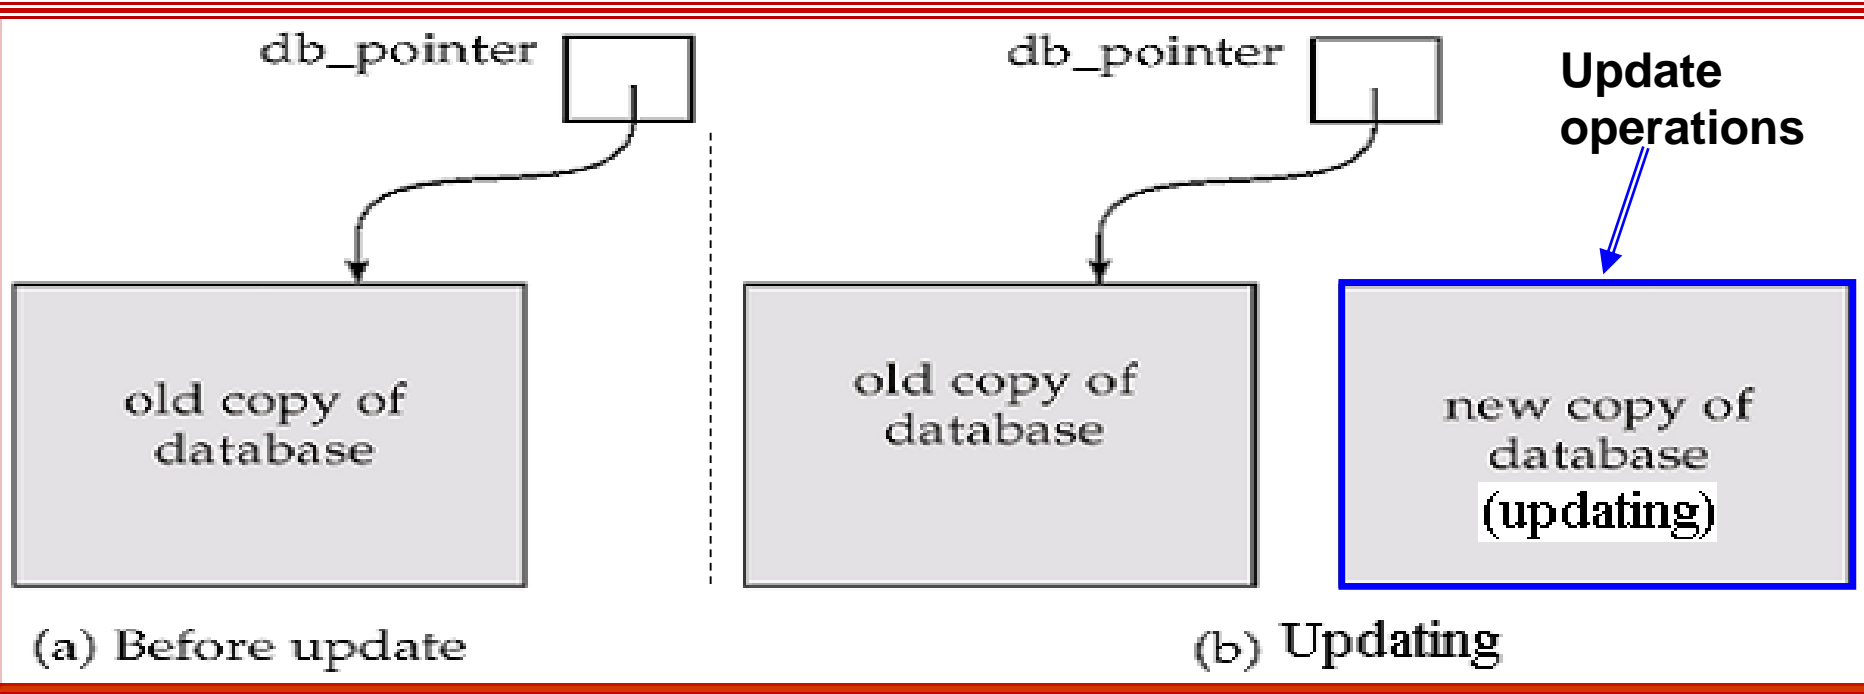 db_pointer
old copy of
database
(a) Before update
db_pointer
Update
operations
old copy of
database
new copy of
database
(updating)
(b) Updating